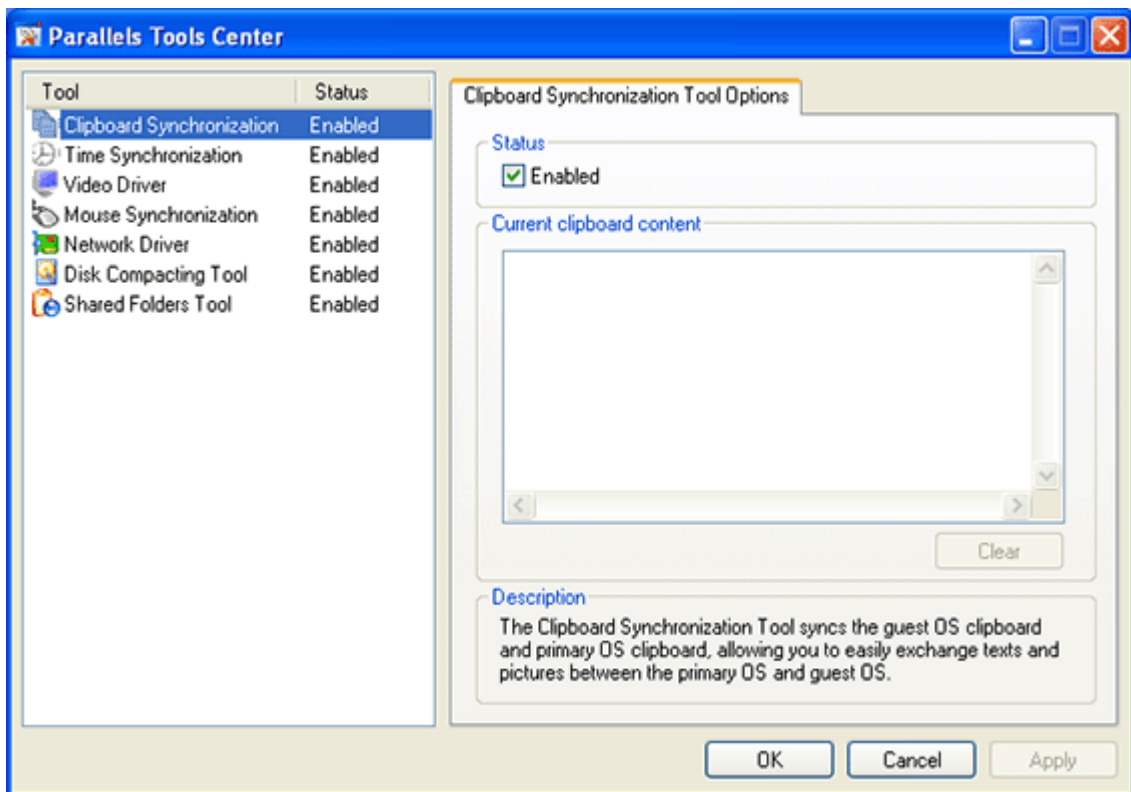 Parallels Tools Center
Tool Status
Clipboard Synchronization Enabled
Time Synchronization Enabled
Video Driver Enabled
Mouse Synchronization Enabled
Network Driver Enabled
Disk Compacting Tool Enabled
Shared Folders Tool Enabled
Clipboard Synchronization Tool Options
Status
Enabled
Current clipboard content
Clear
Description
The Clipboard Synchronization Tool syncs the guest OS clipboard
and primary OS clipboard, allowing you to easily exchange texts and
pictures between the primary OS and guest OS.
OK Cancel Apply